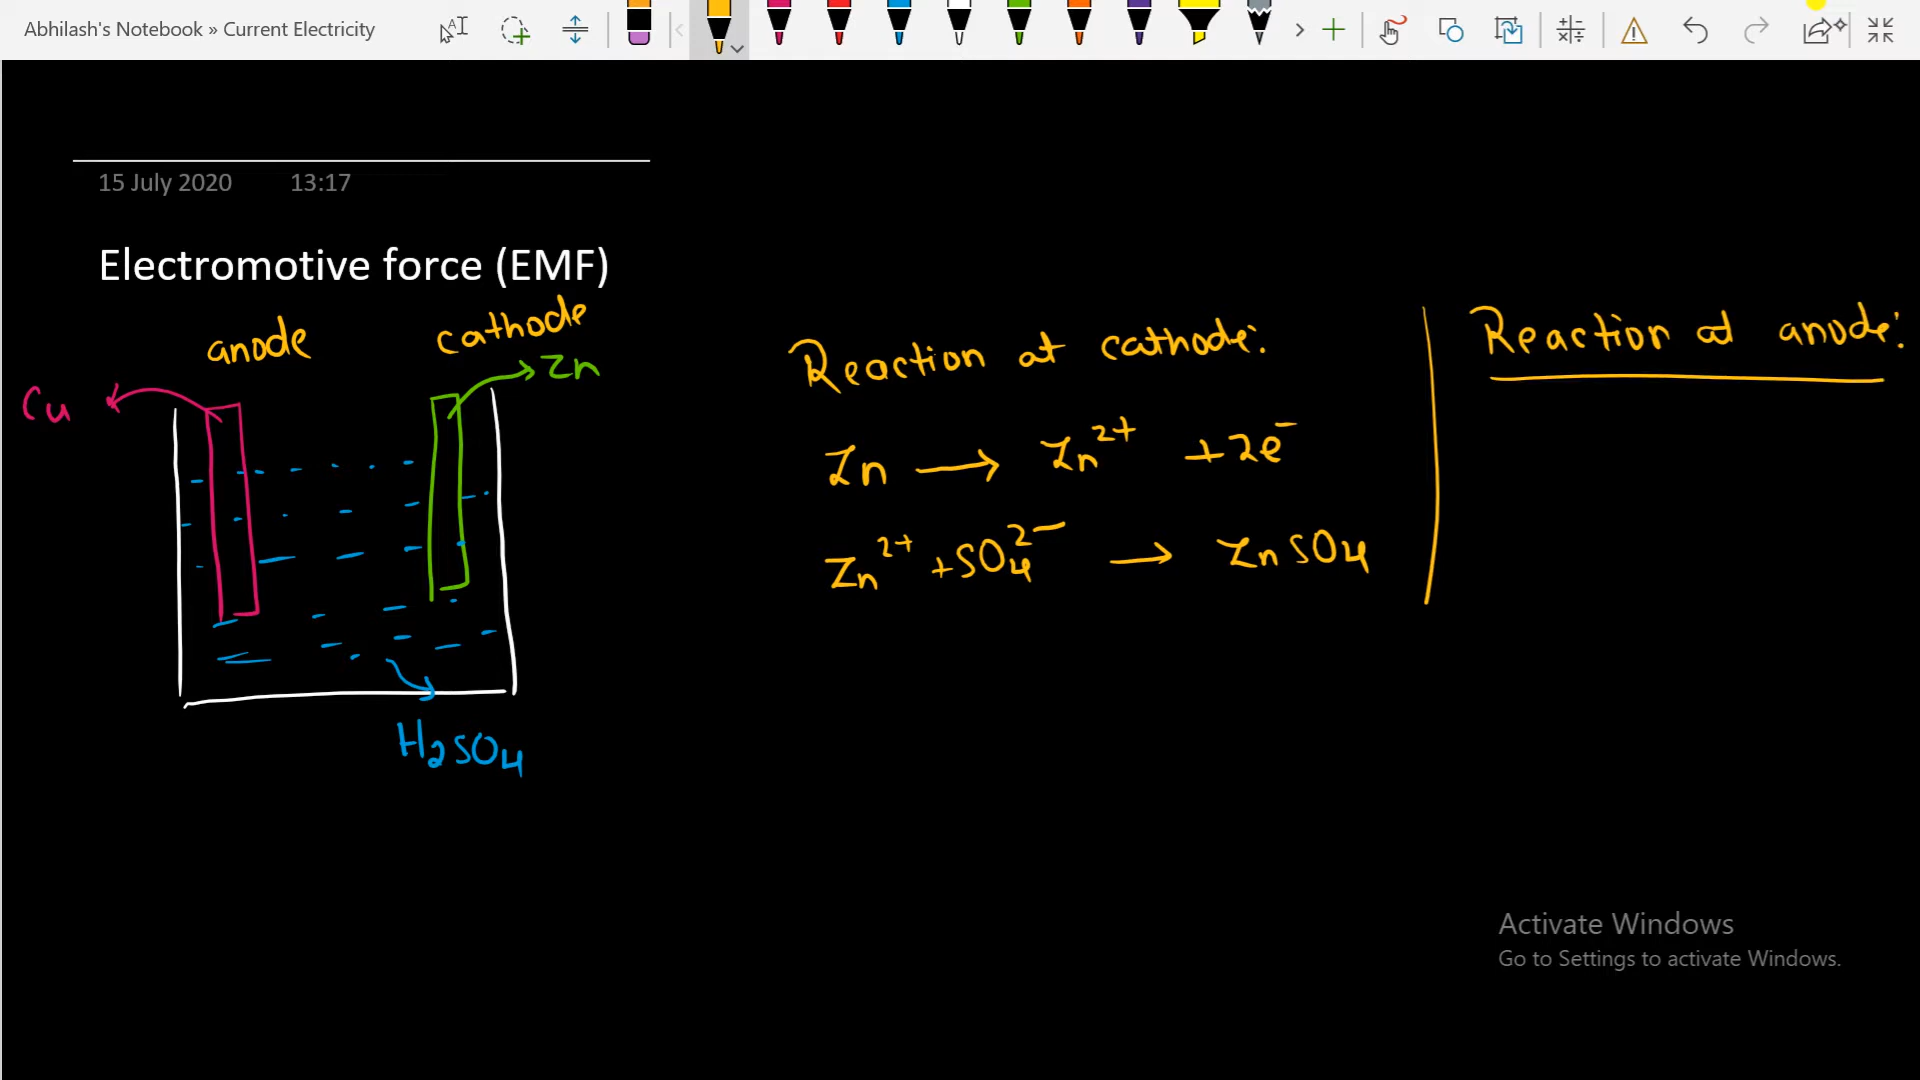 Abhilash's Notebook » Current Electricity
15 July 2020 13:17
Electromotive force (EMF)
anode
cathode
Zn
Cu
H₂SO₄
Reaction at cathode:
Zn → Zn²⁺ + 2e⁻
Zn²⁺ + SO₄²⁻ → ZnSO₄
Reaction at anode:
Activate Windows
Go to Settings to activate Windows.